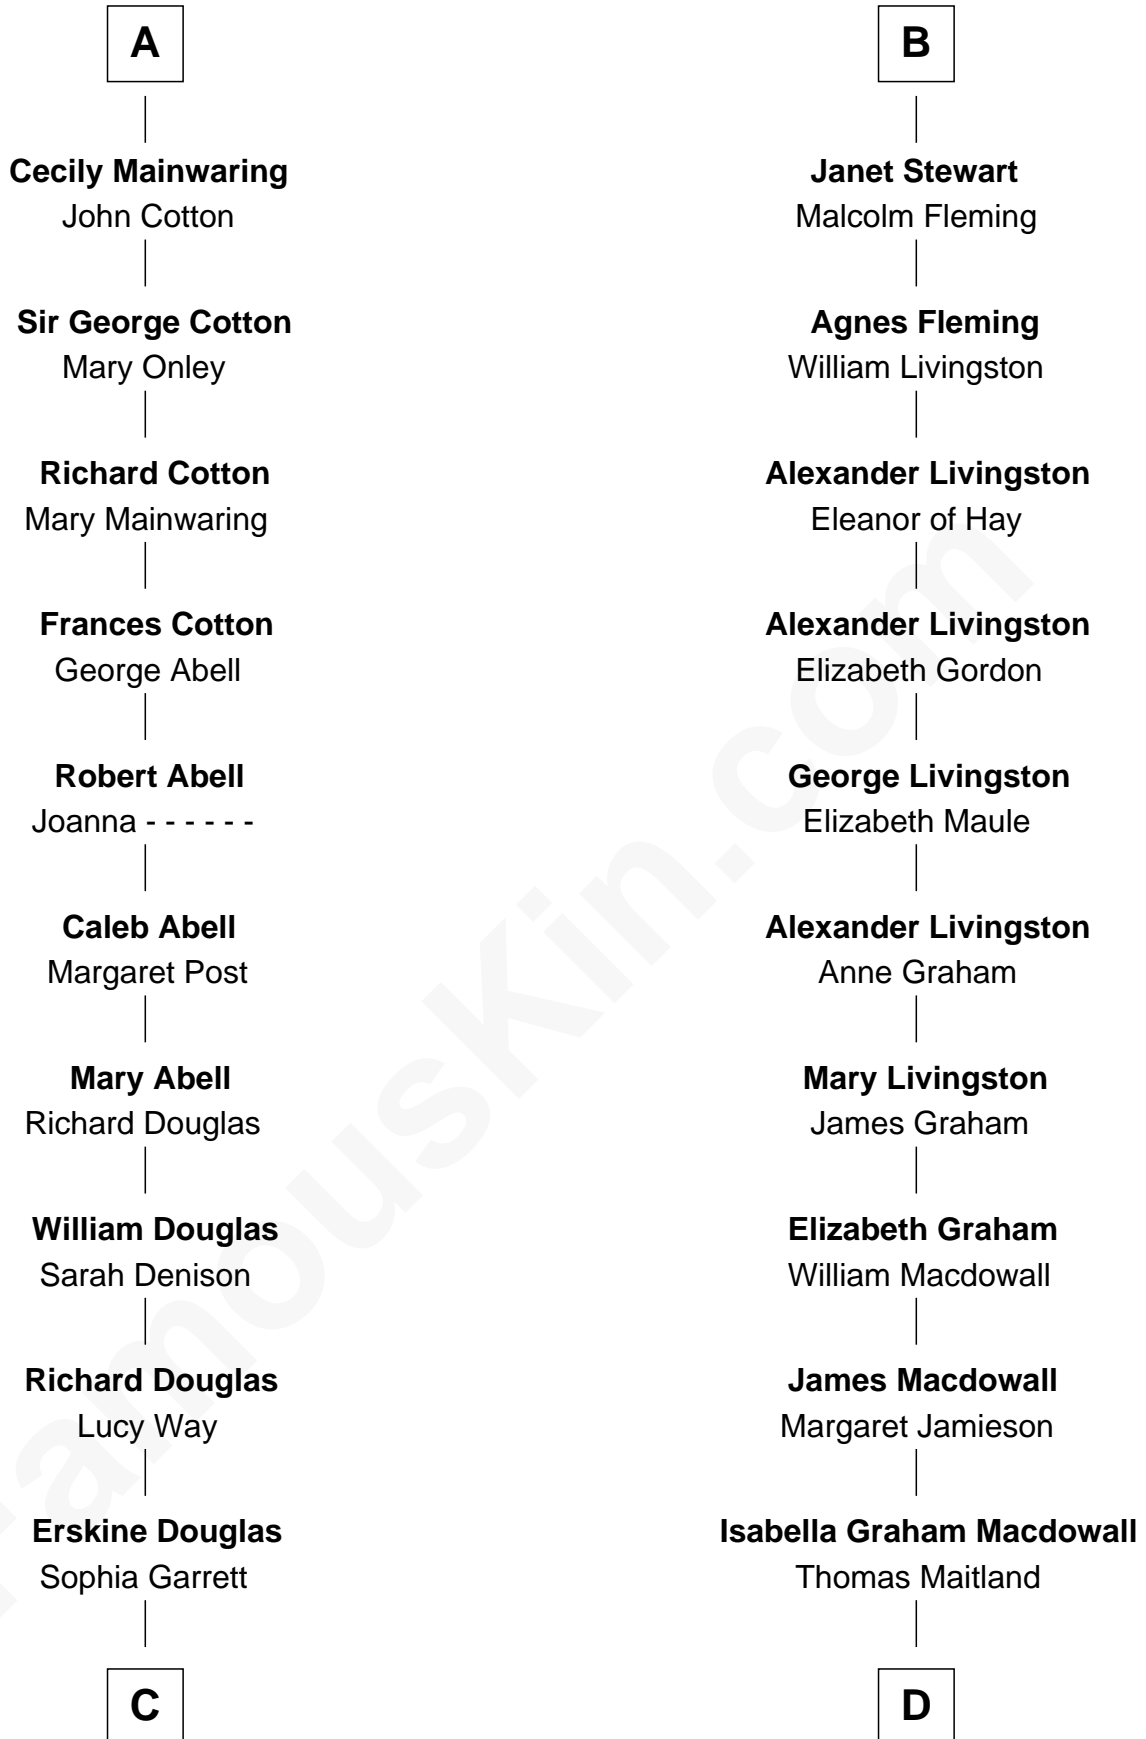 A
Cecily Mainwaring
John Cotton
Sir George Cotton
Mary Onley
Richard Cotton
Mary Mainwaring
Frances Cotton
George Abell
Robert Abell
Joanna - - - - - -
Caleb Abell
Margaret Post
Mary Abell
Richard Douglas
William Douglas
Sarah Denison
Richard Douglas
Lucy Way
Erskine Douglas
Sophia Garrett
C
B
Janet Stewart
Malcolm Fleming
Agnes Fleming
William Livingston
Alexander Livingston
Eleanor of Hay
Alexander Livingston
Elizabeth Gordon
George Livingston
Elizabeth Maule
Alexander Livingston
Anne Graham
Mary Livingston
James Graham
Elizabeth Graham
William Macdowall
James Macdowall
Margaret Jamieson
Isabella Graham Macdowall
Thomas Maitland
D
FamousKin.com